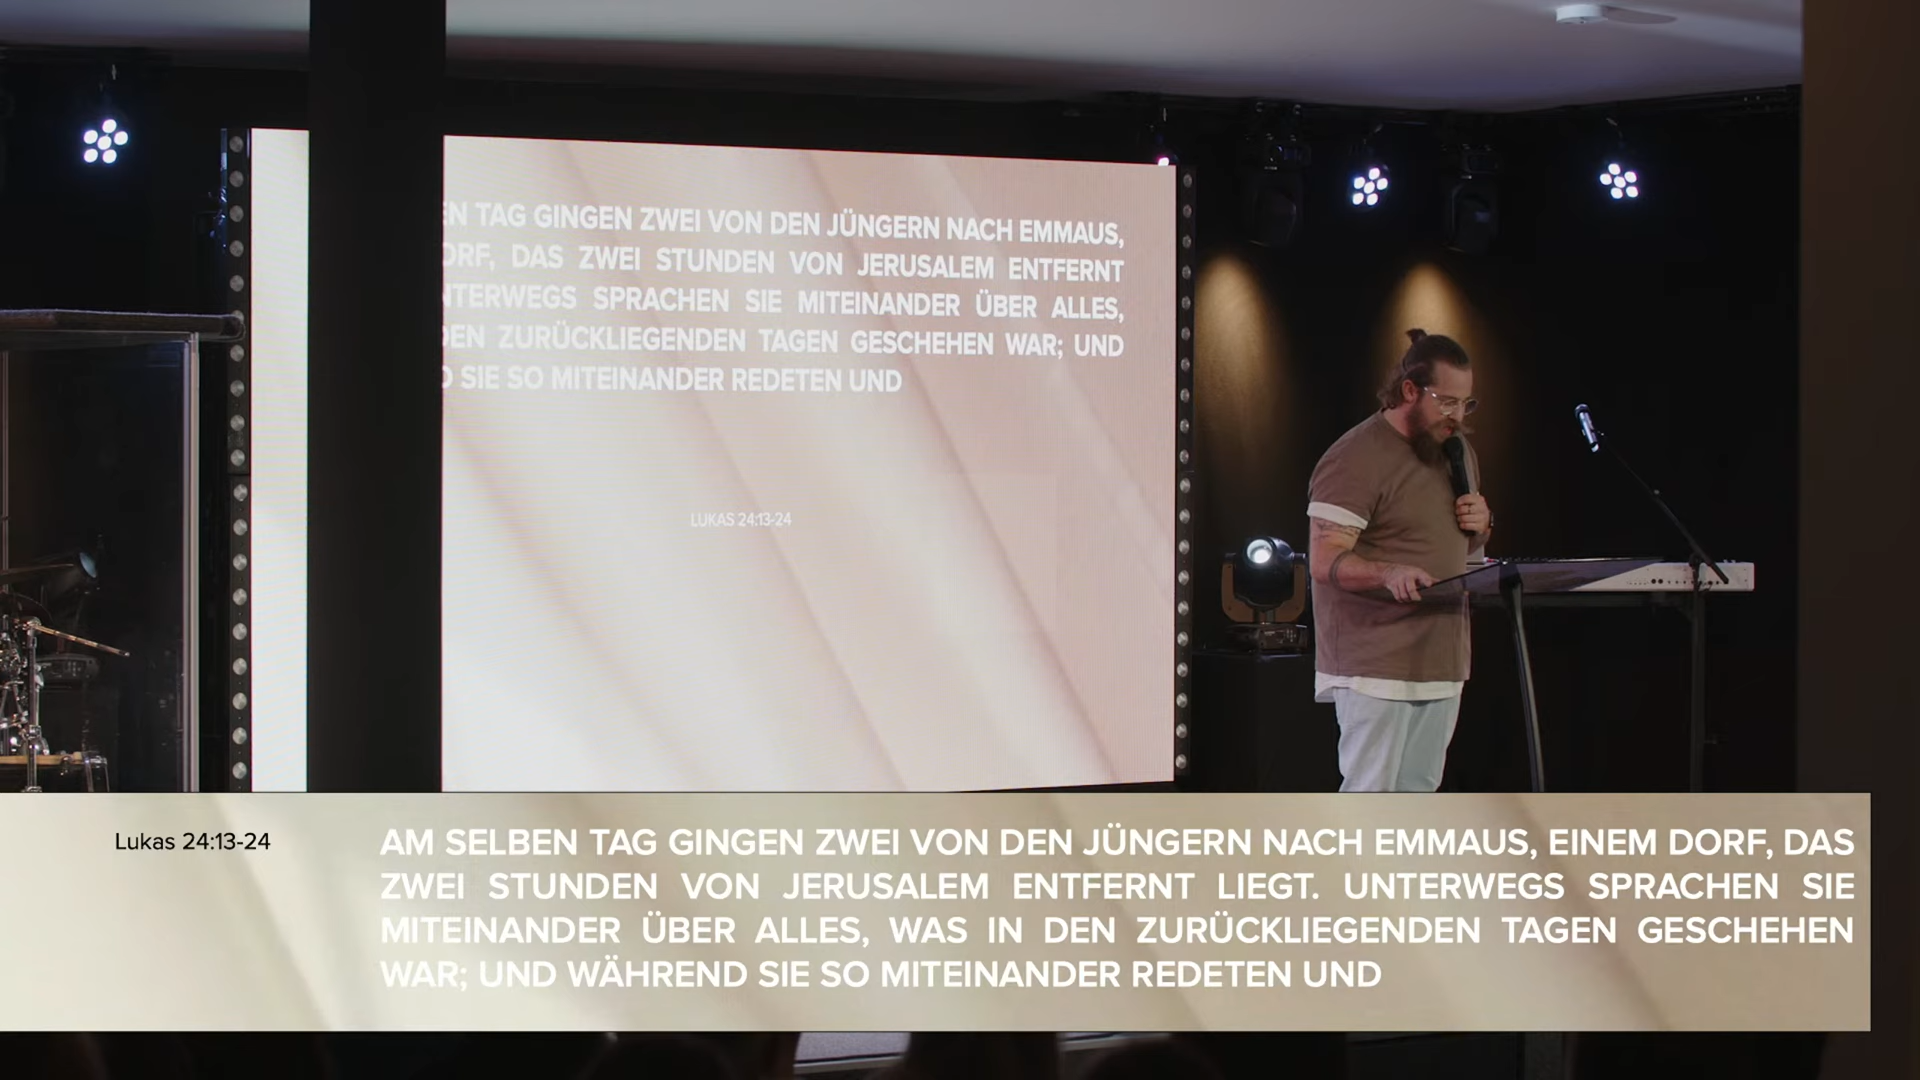 TAG GINGEN ZWEI VON DEN JÜNGERN NACH EMMAUS,
DAS ZWEI STUNDEN VON JERUSALEM ENTFERNT
SPRACHEN SIE MITEINANDER ÜBER ALLES,
ZURÜCKLIEGENDEN TAGEN GESCHEHEN WAR; UND
SIE SO MITEINANDER REDETEN UND
LUKAS 24:13-24
Lukas 24:13-24
AM SELBEN TAG GINGEN ZWEI VON DEN JÜNGERN NACH EMMAUS, EINEM DORF, DAS
ZWEI STUNDEN VON JERUSALEM ENTFERNT LIEGT. UNTERWEGS SPRACHEN SIE
MITEINANDER ÜBER ALLES, WAS IN DEN ZURÜCKLIEGENDEN TAGEN GESCHEHEN
WAR; UND WÄHREND SIE SO MITEINANDER REDETEN UND